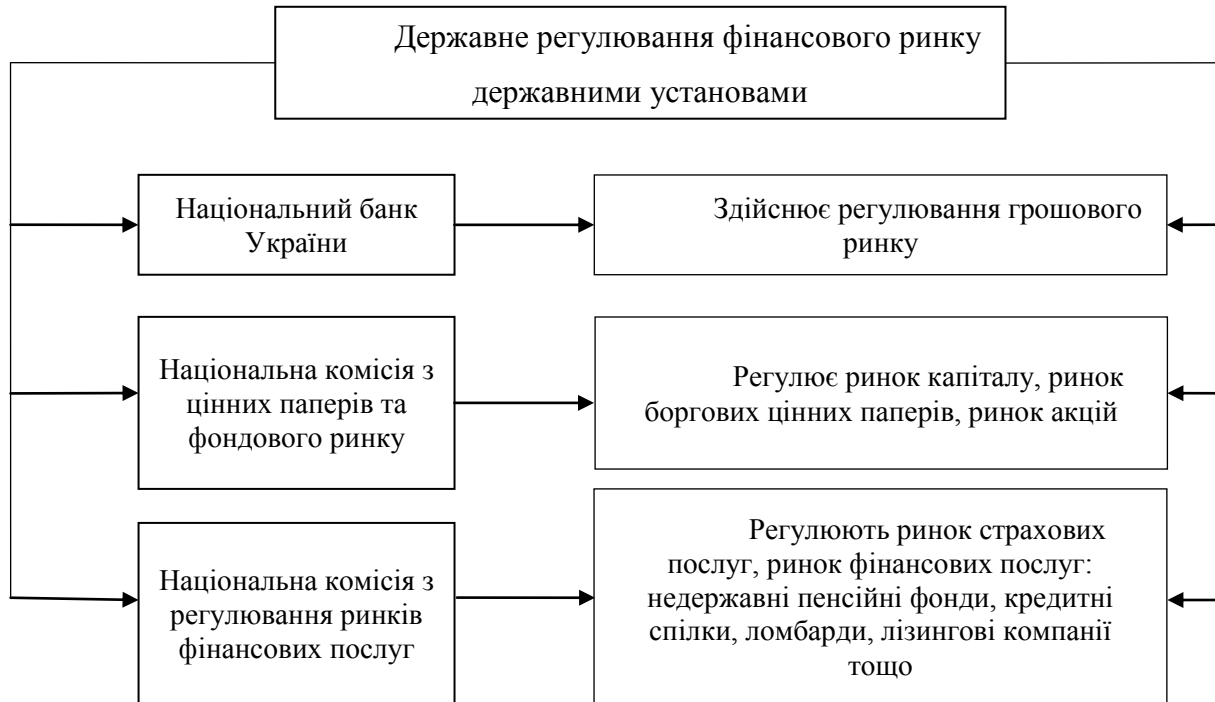 Державне регулювання фінансового ринку
державними установами
Національний банк
України
Здійснює регулювання грошового
ринку
Національна комісія з
цінних паперів та
фондового ринку
Регулює ринок капіталу, ринок
боргових цінних паперів, ринок акцій
Національна комісія з
регулювання ринків
фінансових послуг
Регулюють ринок страхових
послуг, ринок фінансових послуг:
недержавні пенсійні фонди, кредитні
спілки, ломбарди, лізингові компанії
тощо